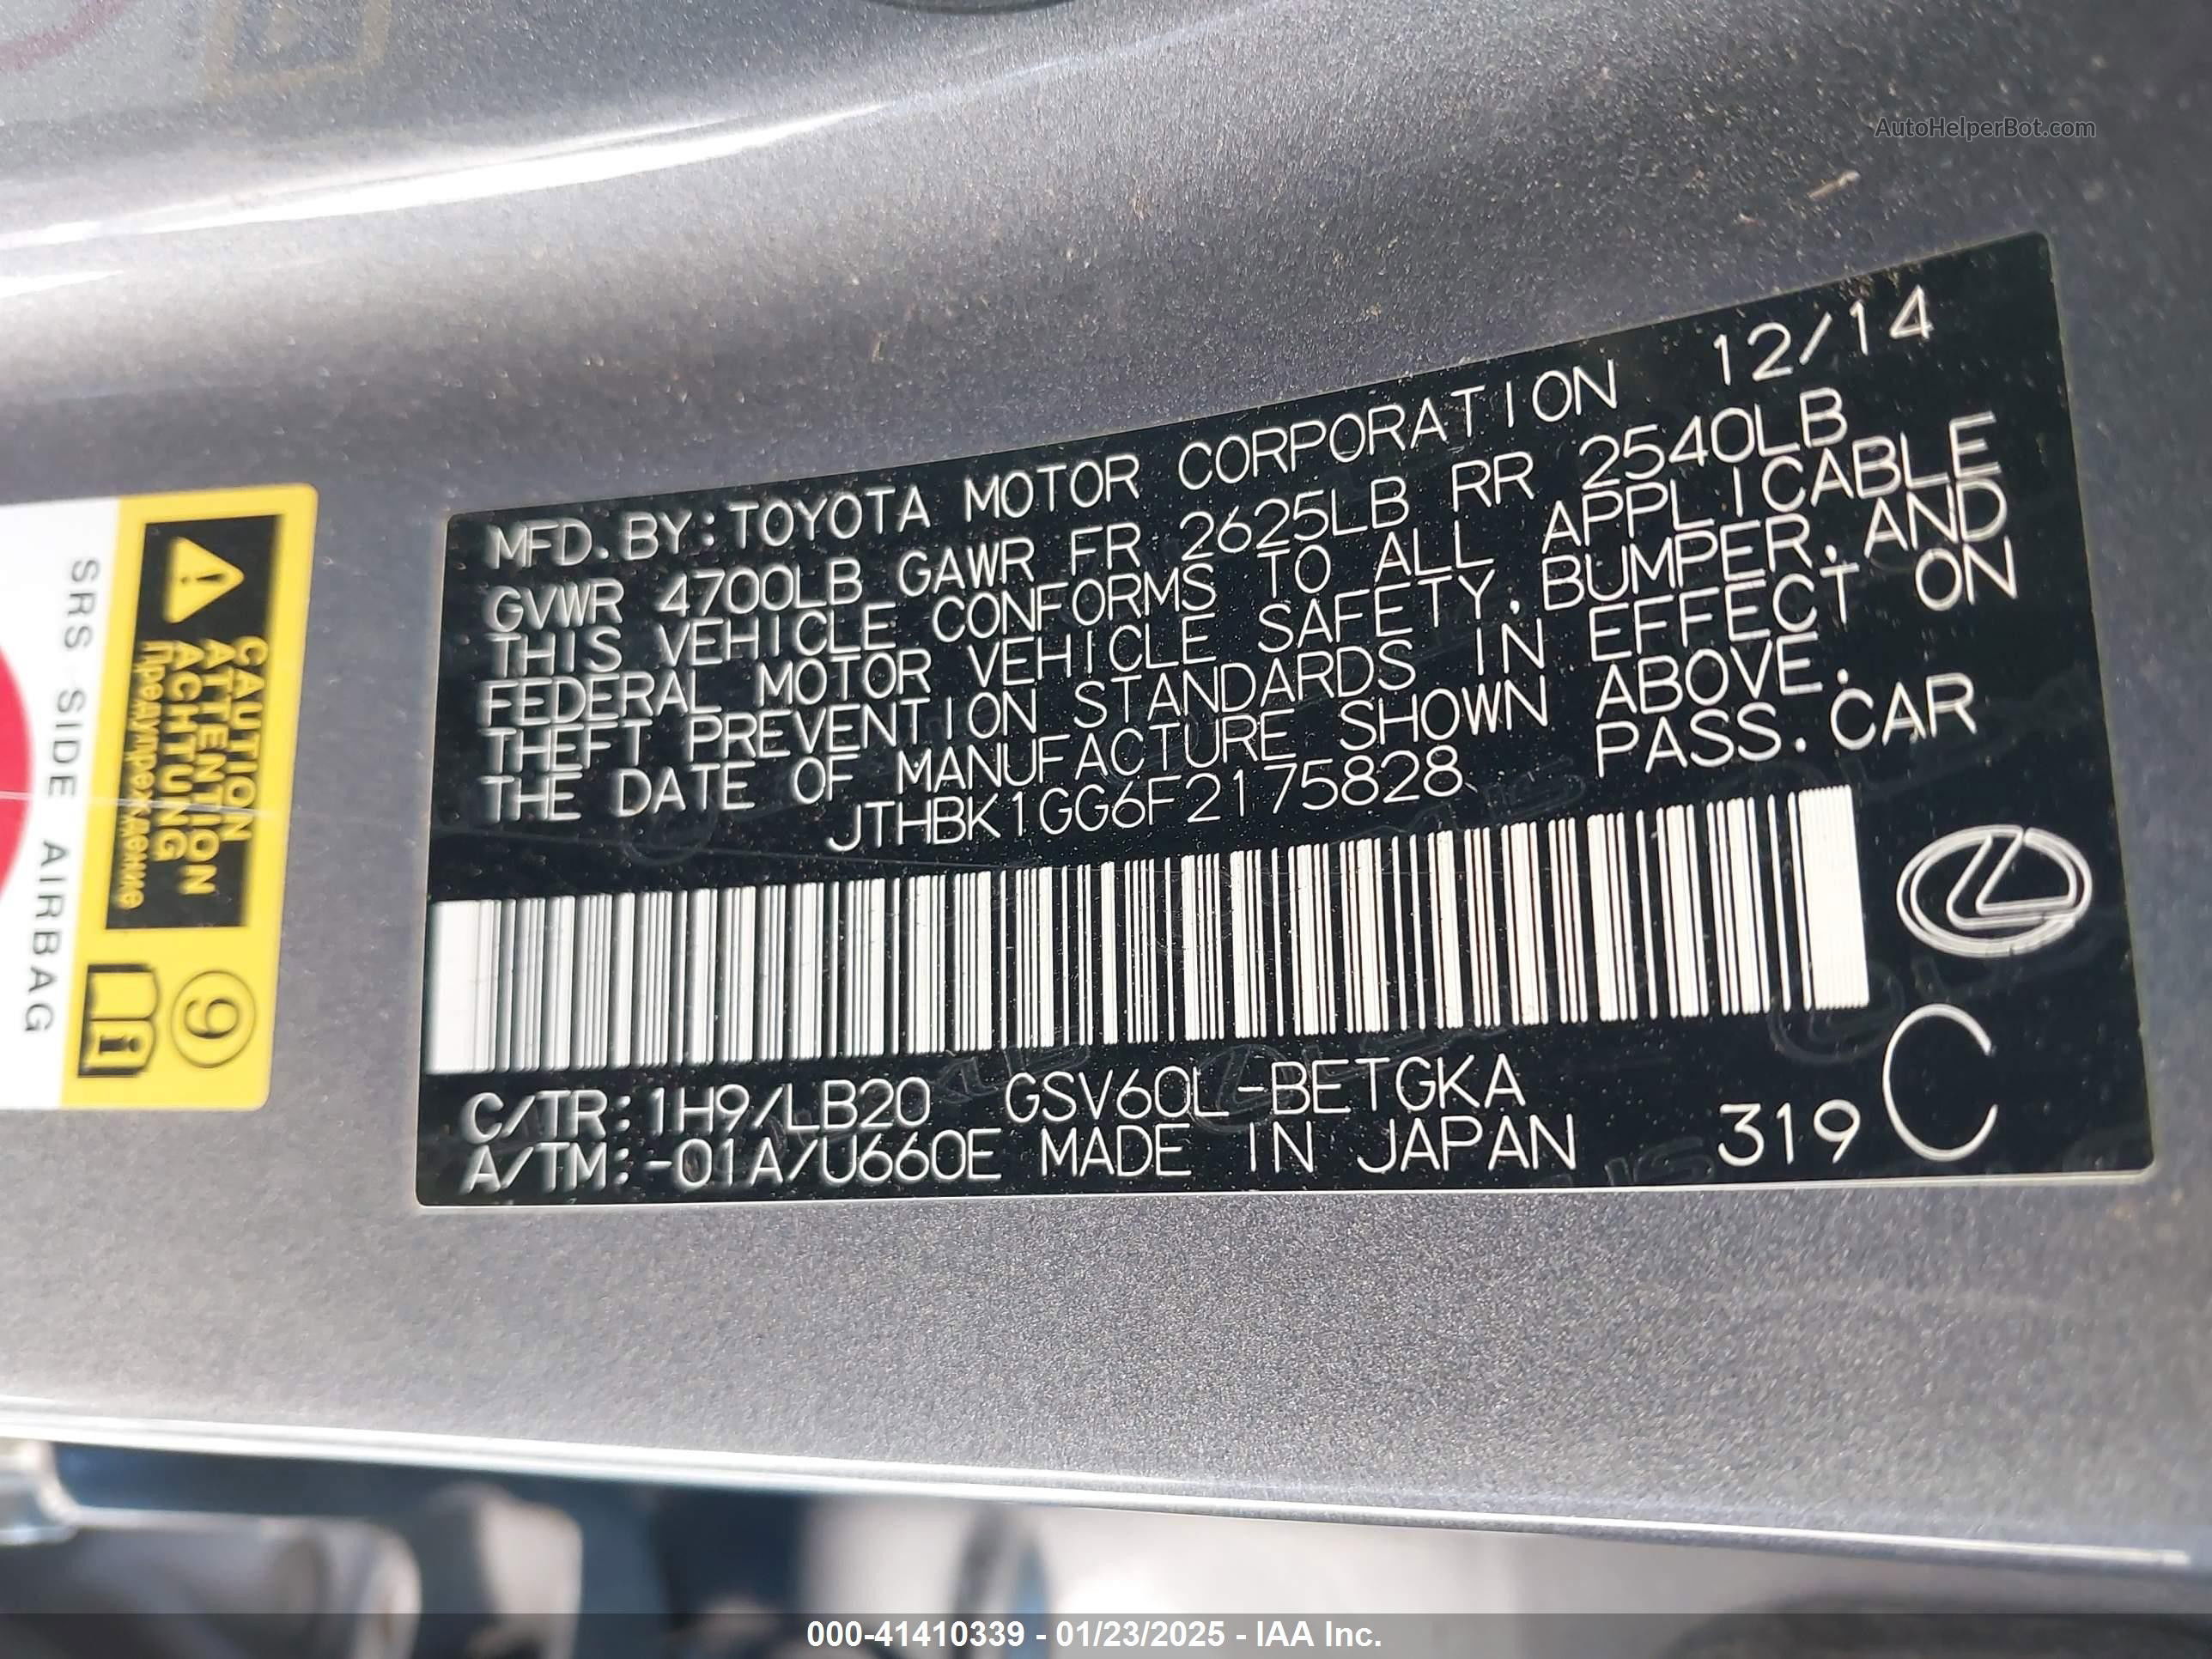 AutoHelperBot.com
MFD. BY: TOYOTA MOTOR CORPORATION 12/14
GVWR 4700LB GAWR FR 2625LB RR 2540LB
THIS VEHICLE CONFORMS TO ALL APPLICABLE
FEDERAL MOTOR VEHICLE SAFETY, BUMPER, AND
THEFT PREVENTION STANDARDS IN EFFECT ON
THE DATE OF MANUFACTURE SHOWN ABOVE.
JTHBK1GG6F2175828 PASS. CAR
C/TR: 1H9/LB20 GSV60L-BETGKA
A/TM: -01A/U660E MADE IN JAPAN 319 C
CAUTION
ATTENTION
ACHTUNG
Предупреждение
9
i
SRS SIDE AIRBAG
000-41410339 - 01/23/2025 - IAA Inc.